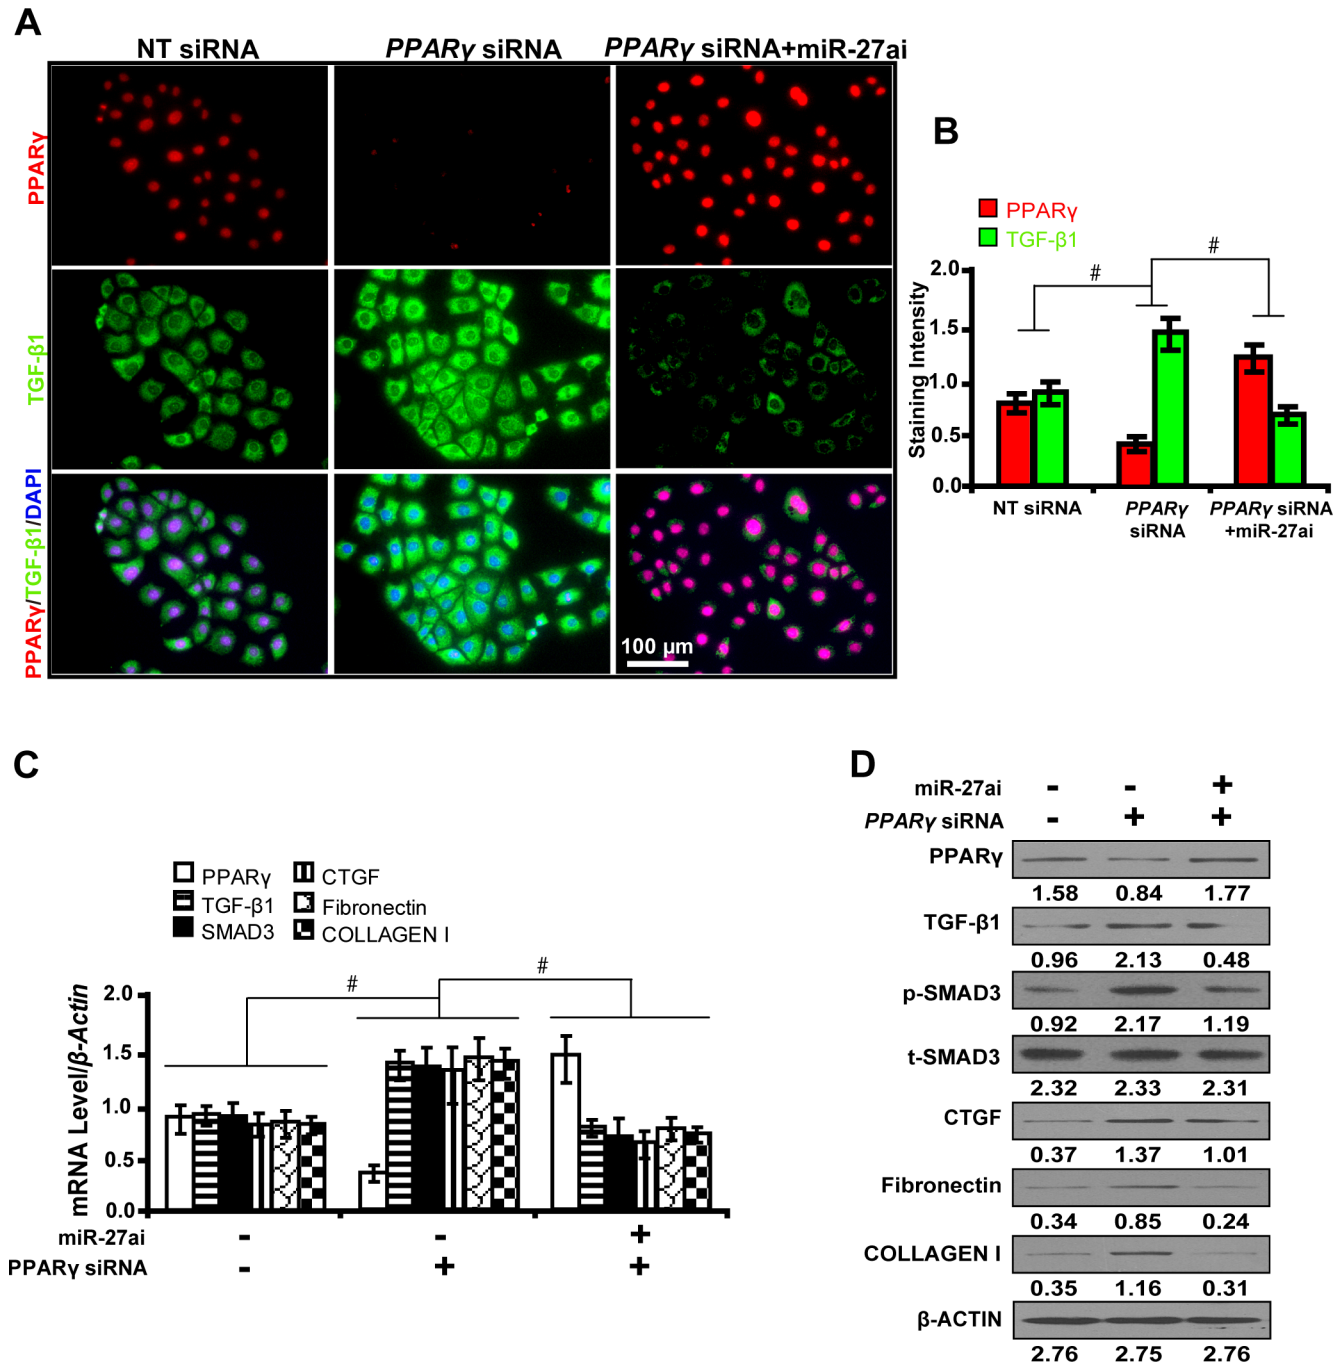 A
NT siRNA
PPARγ siRNA
PPARγ siRNA+miR-27ai
PPARγ
TGF-β1
PPARγ/TGF-β1/DAPI
100 µm
B
PPARγ
TGF-β1
#
#
Staining Intensity
2.0
1.5
1.0
0.5
0.0
NT siRNA
PPARγ
siRNA
PPARγ siRNA
+miR-27ai
C
PPARγ
TGF-β1
SMAD3
CTGF
Fibronectin
COLLAGEN I
#
#
mRNA Level/β-Actin
2.0
1.5
1.0
0.5
0.0
miR-27ai - - +
PPARγ siRNA - + +
D
miR-27ai - - +
PPARγ siRNA - + +
PPARγ
1.58 0.84 1.77
TGF-β1
0.96 2.13 0.48
p-SMAD3
0.92 2.17 1.19
t-SMAD3
2.32 2.33 2.31
CTGF
0.37 1.37 1.01
Fibronectin
0.34 0.85 0.24
COLLAGEN I
0.35 1.16 0.31
β-ACTIN
2.76 2.75 2.76